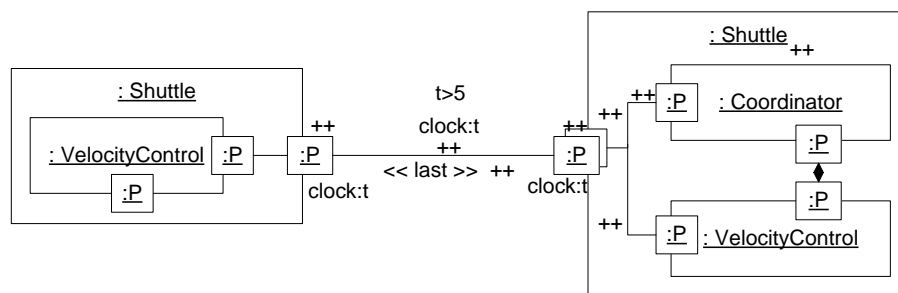 : Shuttle
: VelocityControl
:P
:P
++
:P
clock:t
t>5
clock:t
++
<< last >> ++
++
:P
clock:t
: Shuttle
++
++
++
:P
: Coordinator
:P
:P
++
:P
: VelocityControl